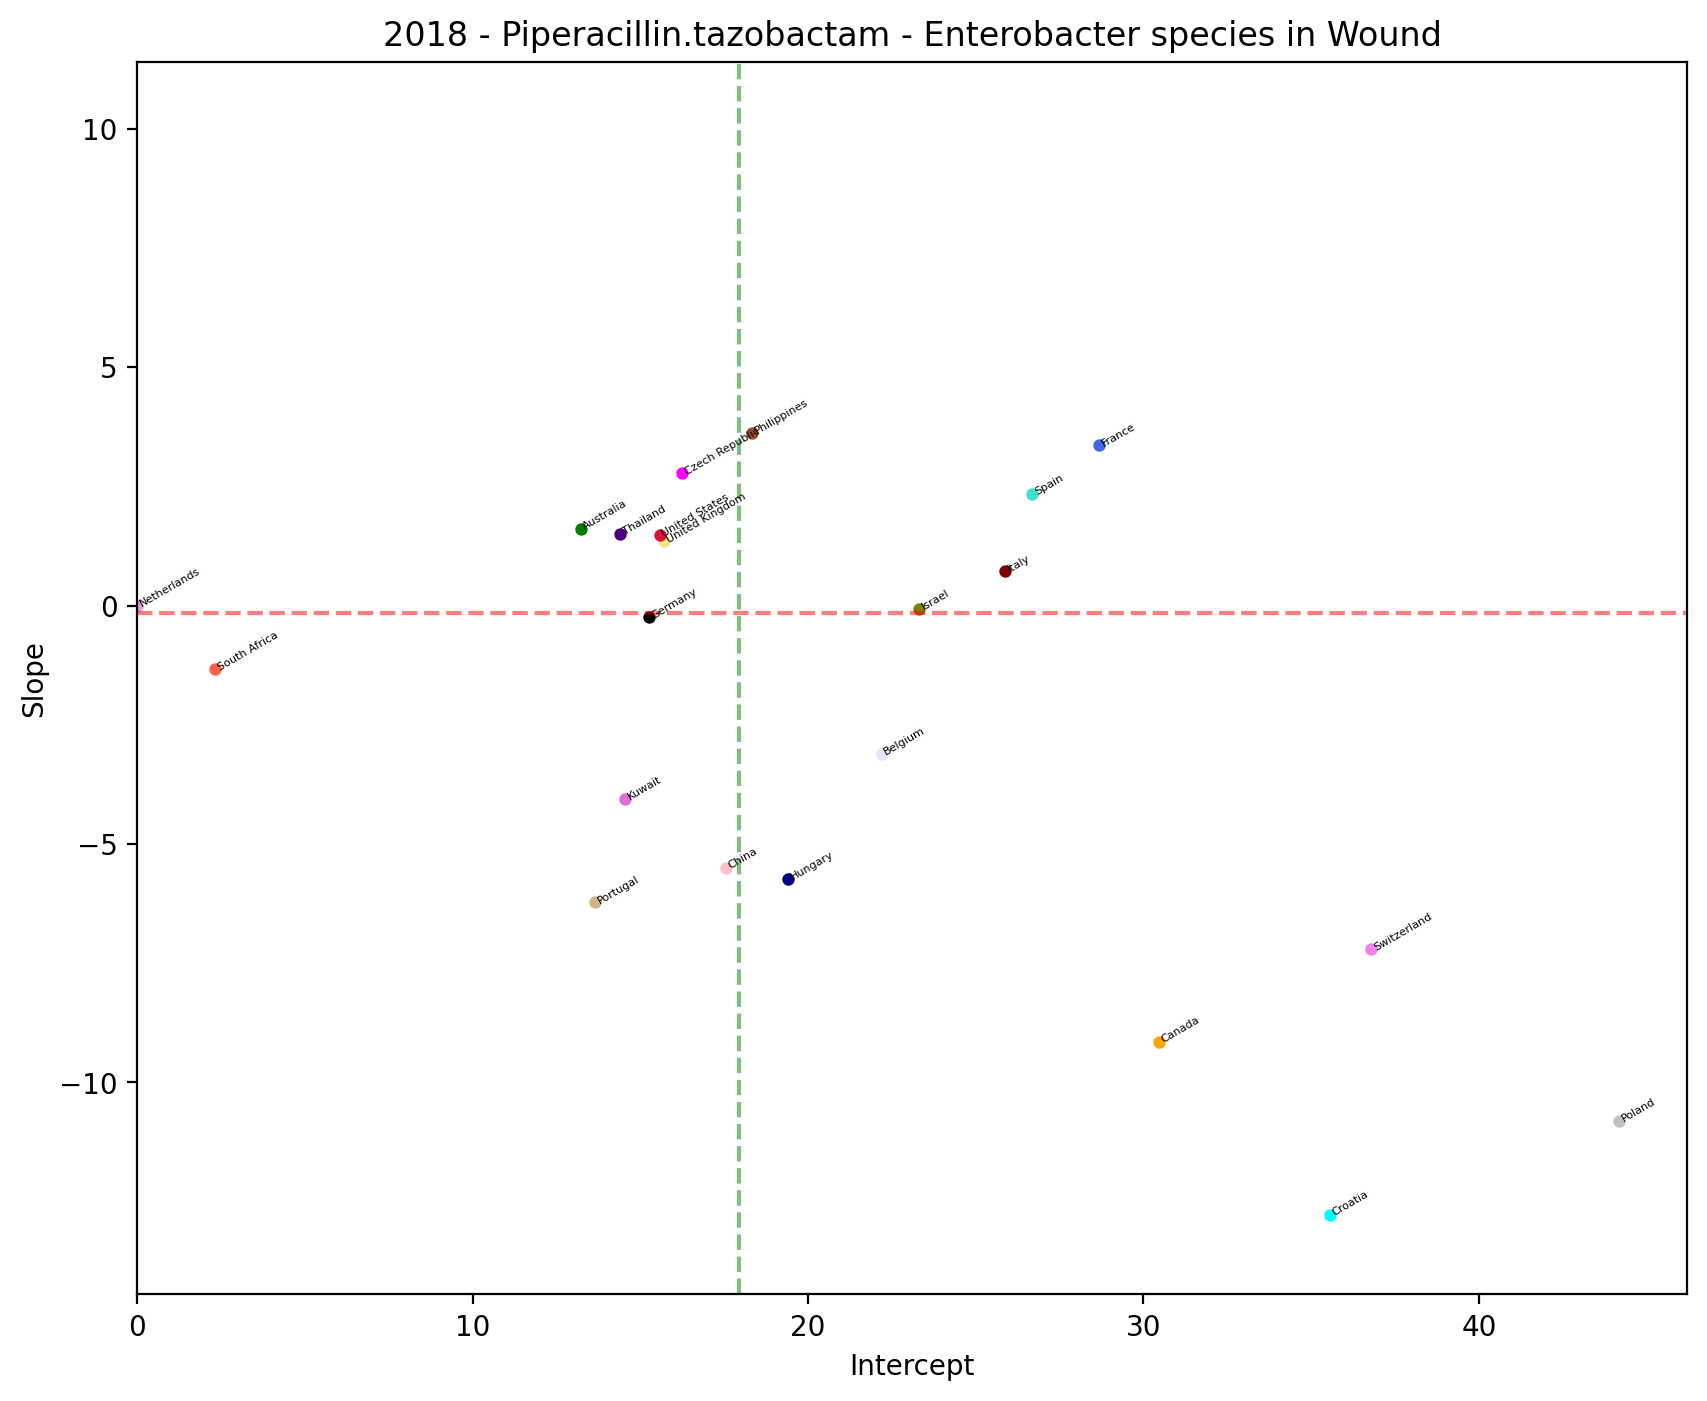 2018 - Piperacillin.tazobactam - Enterobacter species in Wound
10
5
0
−5
−10
Slope
Philippines
Czech Republic
France
Spain
Australia
Thailand
United States
United Kingdom
Italy
Netherlands
Germany
Israel
South Africa
Belgium
Kuwait
China
Hungary
Portugal
Switzerland
Canada
Poland
Croatia
0
10
20
30
40
Intercept